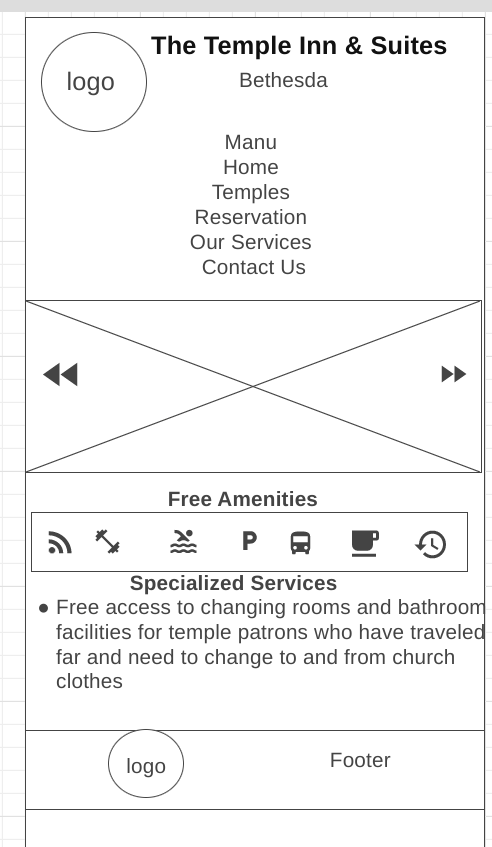 The Temple Inn & Suites
logo
Bethesda
Manu
Home
Temples
Reservation
Our Services
Contact Us
Free Amenities
P
Specialized Services
● Free access to changing rooms and bathroom
facilities for temple patrons who have traveled
far and need to change to and from church
clothes
logo
Footer